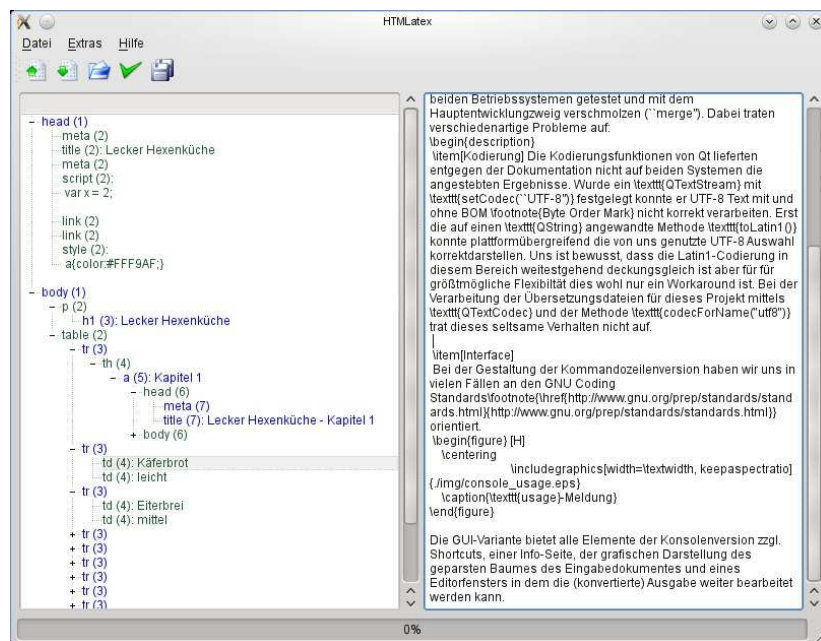 HTMLatex
Datei Extras Hilfe
head (1)
meta (2)
title (2): Lecker Hexenküche
meta (2)
script (2):
var x = 2;
link (2)
link (2)
style (2):
a{color:#FFF9AF;}
body (1)
p (2)
h1 (3): Lecker Hexenküche
table (2)
tr (3)
th (4)
a (5): Kapitel 1
head (6)
meta (7)
title (7): Lecker Hexenküche - Kapitel 1
body (6)
tr (3)
td (4): Käferbrot
td (4): leicht
tr (3)
td (4): Eiterbrei
td (4): mittel
tr (3)
tr (3)
tr (3)
tr (3)
tr (3)
tr (3)
beiden Betriebssystemen getestet und mit dem
Hauptentwicklungzweig verschmolzen (``merge"). Dabei traten
verschiedenartige Probleme auf:
\begin{description}
\item[Kodierung] Die Kodierungsfunktionen von Qt lieferten
entgegen der Dokumentation nicht auf beiden Systemen die
angestebten Ergebnisse. Wurde ein \texttt{QTextStream} mit
\texttt{setCodec(``UTF-8")} festgelegt konnte er UTF-8 Text mit und
ohne BOM \footnote{Byte Order Mark} nicht korrekt verarbeiten. Erst
die auf einen \texttt{QString} angewandte Methode \texttt{toLatin1()}
konnte plattformübergreifend die von uns genutzte UTF-8 Auswahl
korrektdarstellen. Uns ist bewusst, dass die Latin1-Codierung in
diesem Bereich weitestgehend deckungsgleich ist aber für für
größtmögliche Flexibiltät dies wohl nur ein Workaround ist. Bei der
Verarbeitung der Übersetzungsdateien für dieses Projekt mittels
\texttt{QTextCodec} und der Methode \texttt{codecForName("utf8")}
trat dieses seltsame Verhalten nicht auf.
\item[Interface]
Bei der Gestaltung der Kommandozeilenversion haben wir uns in
vielen Fällen an den GNU Coding
Standards\footnote{\href{http://www.gnu.org/prep/standards/stand
ards.html}{http://www.gnu.org/prep/standards/standards.html}}
orientiert.
\begin{figure} [H]
\centering
\includegraphics[width=\textwidth, keepaspectratio]
{./img/console_usage.eps}
\caption{\texttt{usage}-Meldung}
\end{figure}
Die GUI-Variante bietet alle Elemente der Konsolenversion zzgl.
Shortcuts, einer Info-Seite, der grafischen Darstellung des
geparsten Baumes des Eingabedokumentes und eines
Editorfensters in dem die (konvertierte) Ausgabe weiter bearbeitet
werden kann.
0%